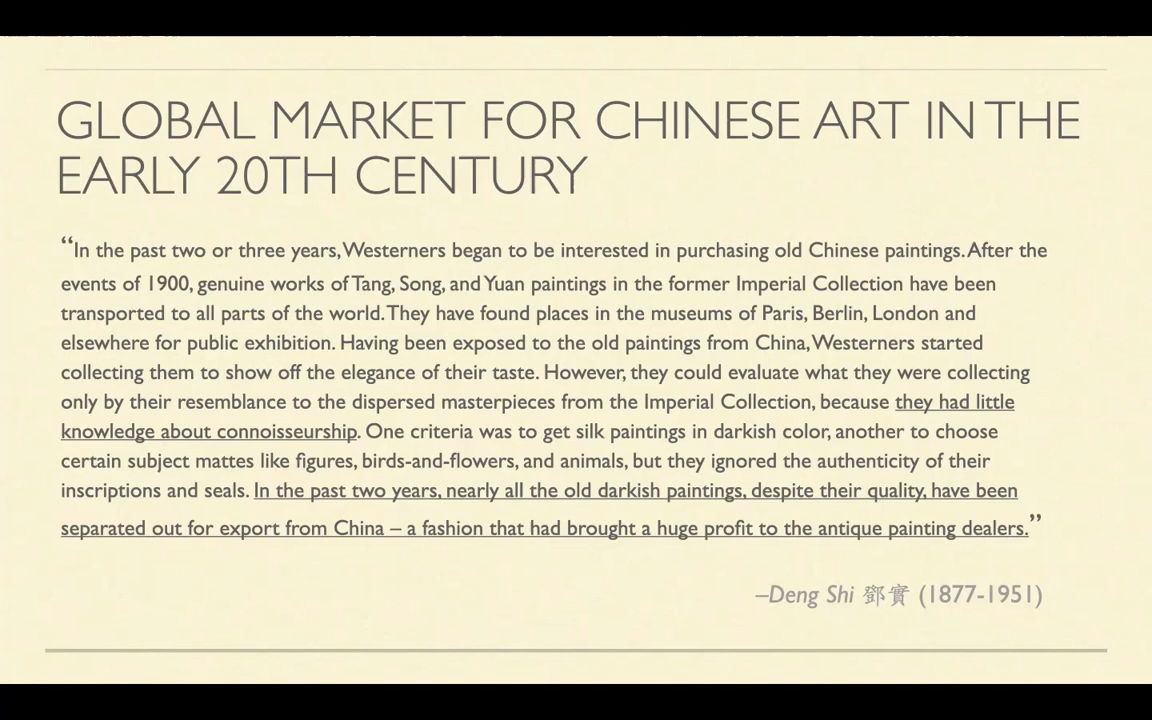 GLOBAL MARKET FOR CHINESE ART IN THE
EARLY 20TH CENTURY
“In the past two or three years, Westerners began to be interested in purchasing old Chinese paintings. After the
events of 1900, genuine works of Tang, Song, and Yuan paintings in the former Imperial Collection have been
transported to all parts of the world. They have found places in the museums of Paris, Berlin, London and
elsewhere for public exhibition. Having been exposed to the old paintings from China, Westerners started
collecting them to show off the elegance of their taste. However, they could evaluate what they were collecting
only by their resemblance to the dispersed masterpieces from the Imperial Collection, because they had little
knowledge about connoisseurship. One criteria was to get silk paintings in darkish color, another to choose
certain subject mattes like figures, birds-and-flowers, and animals, but they ignored the authenticity of their
inscriptions and seals. In the past two years, nearly all the old darkish paintings, despite their quality, have been
separated out for export from China – a fashion that had brought a huge profit to the antique painting dealers.”
–Deng Shi 鄧實 (1877-1951)